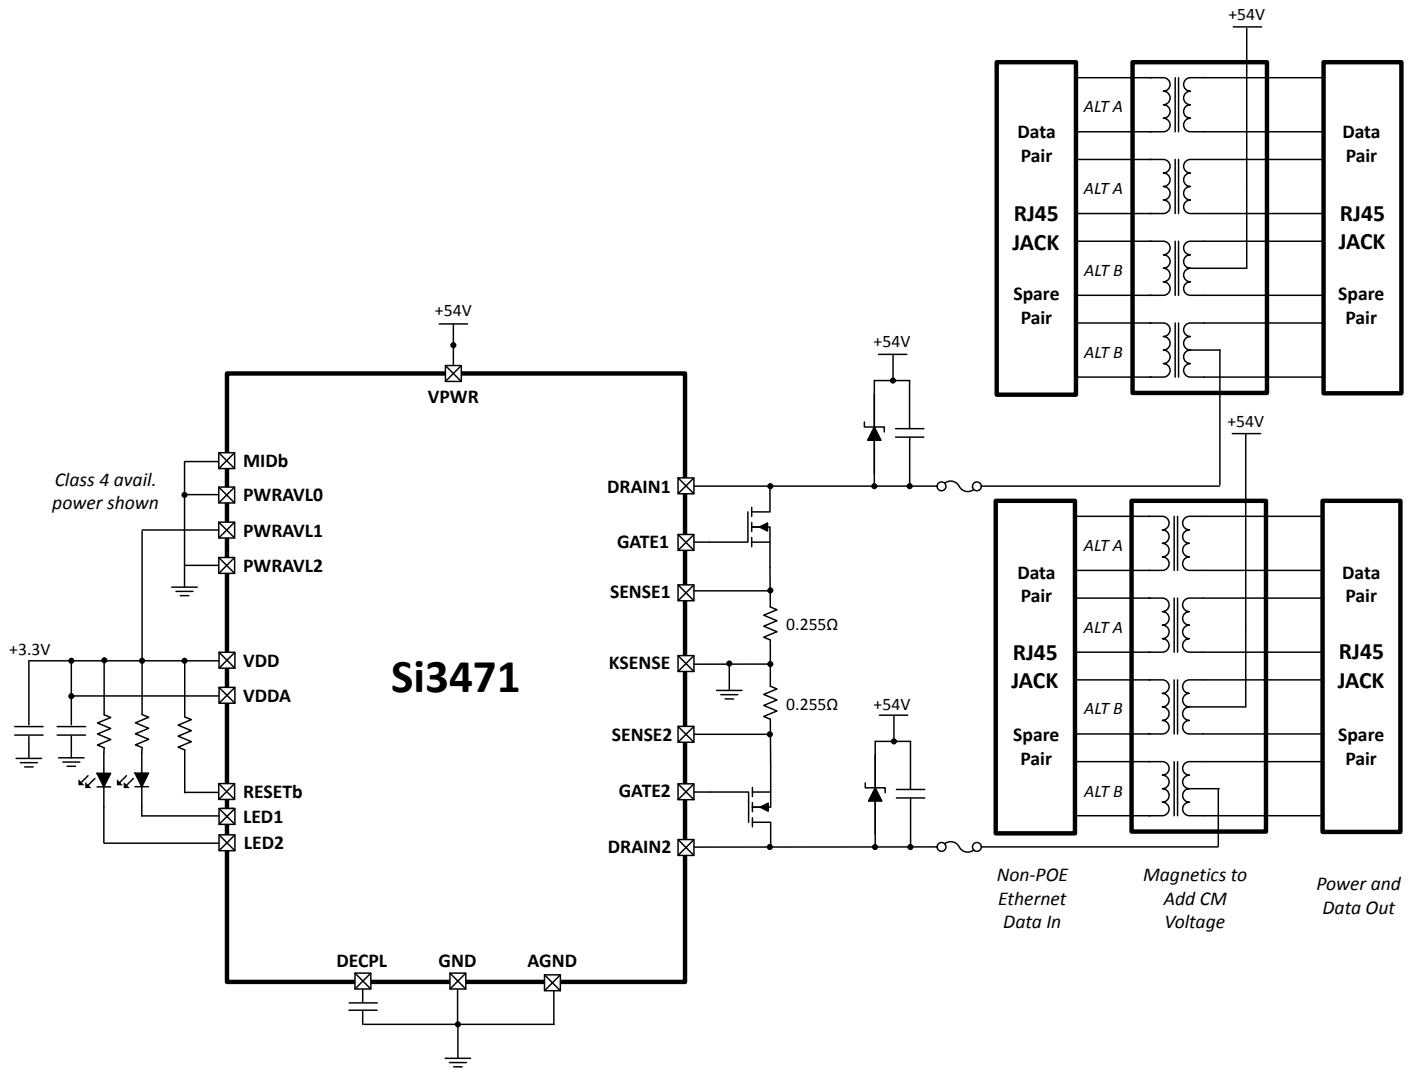 +54V
ALT A
Data
Pair
ALT A
RJ45
JACK
ALT B
Spare
Pair
ALT B
Data
Pair
RJ45
JACK
Spare
Pair
+54V
VPWR
+54V
+54V
Class 4 avail.
power shown
MIDb
PWRAVL0
PWRAVL1
PWRAVL2
+3.3V
VDD
VDDA
RESETb
LED1
LED2
Si3471
DRAIN1
GATE1
SENSE1
0.255Ω
KSENSE
0.255Ω
SENSE2
GATE2
DRAIN2
+54V
DECPL
GND
AGND
ALT A
Data
Pair
ALT A
RJ45
JACK
ALT B
Spare
Pair
ALT B
Data
Pair
RJ45
JACK
Spare
Pair
Non-POE
Ethernet
Data In
Magnetics to
Add CM
Voltage
Power and
Data Out